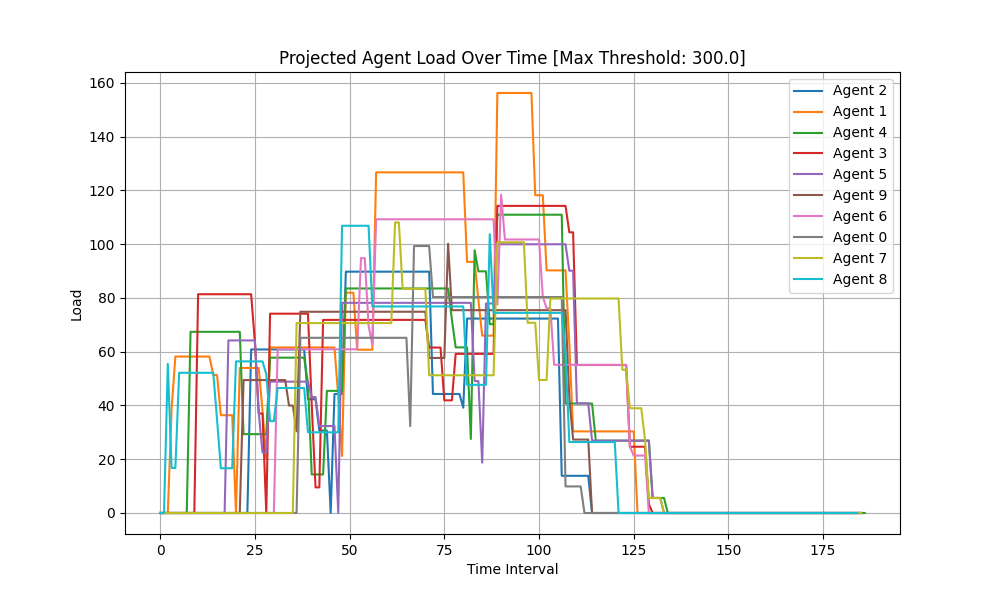 Projected Agent Load Over Time [Max Threshold: 300.0]
160
140
120
100
80
60
40
20
0
Load
0 25 50 75 100 125 150 175
Time Interval
Agent 2
Agent 1
Agent 4
Agent 3
Agent 5
Agent 9
Agent 6
Agent 0
Agent 7
Agent 8